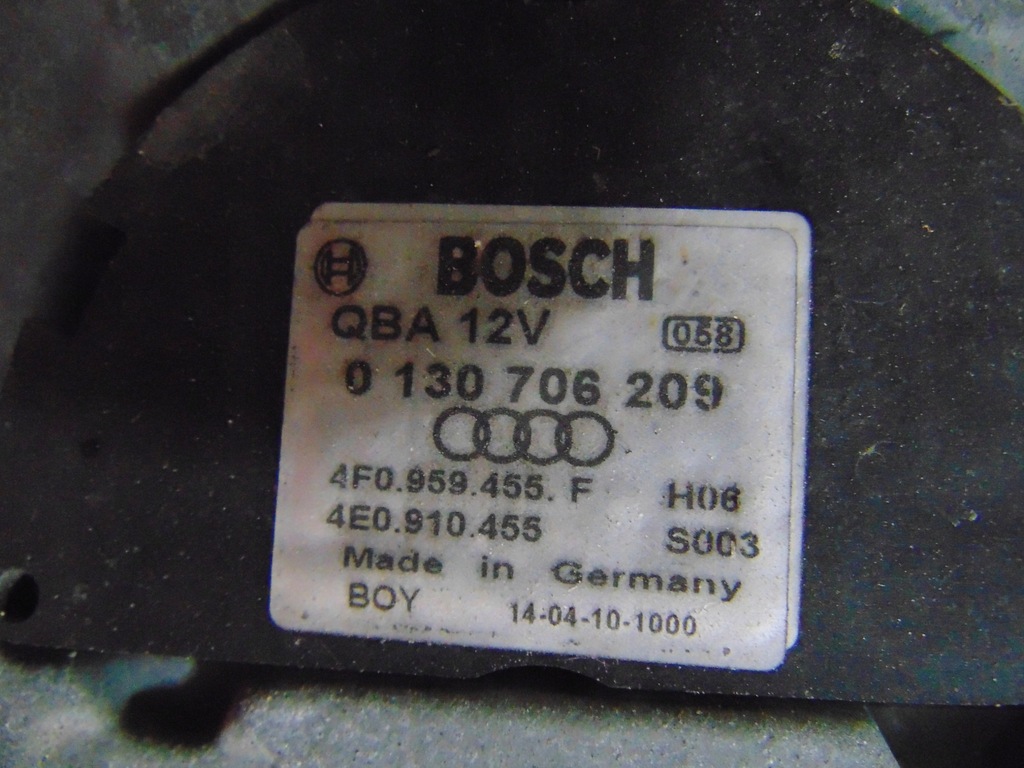 BOSCH
QBA 12V 058
0 130 706 209
4F0.959.455. F H06
4E0.910.455 S003
Made in Germany
BOY 14-04-10-1000